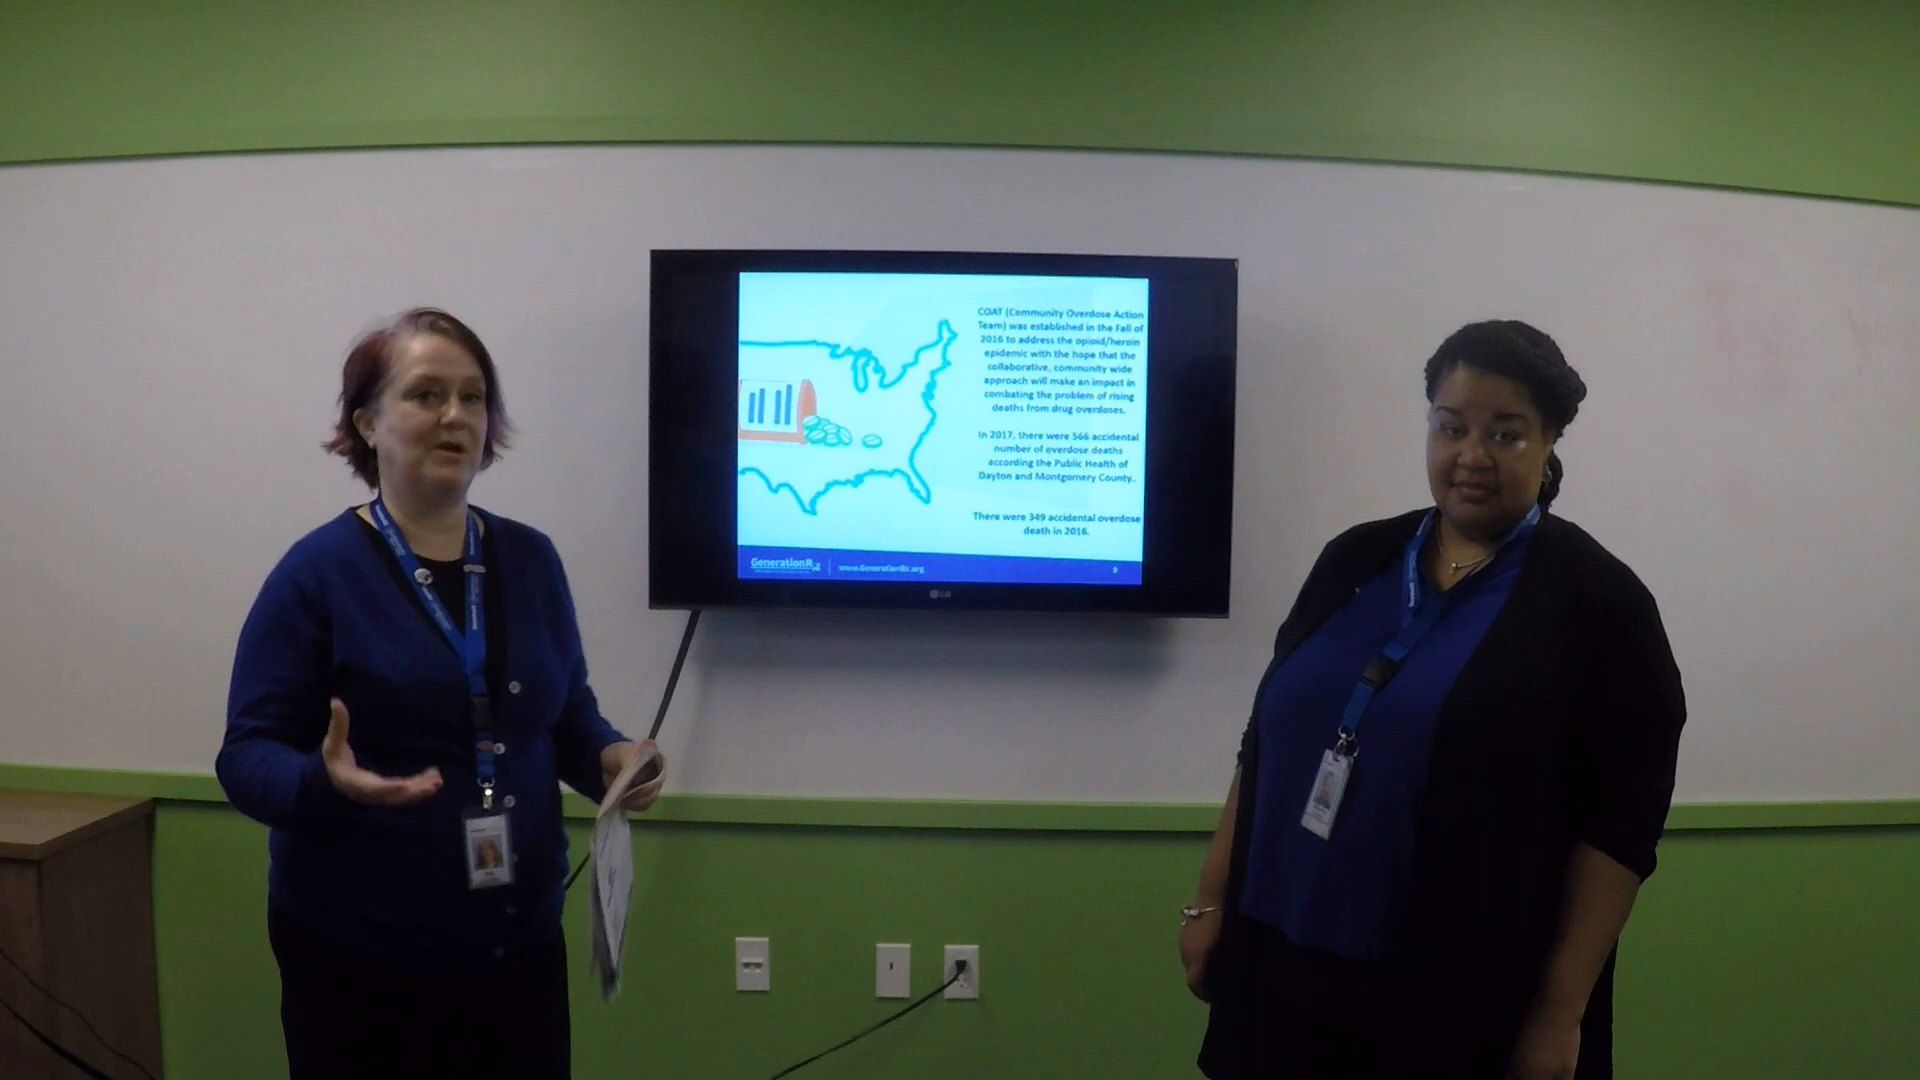 COAT (Community Overdose Action
Team) was established in the Fall of
2016 to address the opioid/heroin
epidemic with the hope that the
collaborative, community wide
approach will make an impact in
combating the problem of rising
deaths from drug overdoses.
In 2017, there were 566 accidental
number of overdose deaths
according the Public Health of
Dayton and Montgomery County..
There were 349 accidental overdose
death in 2016.
GenerationRx
www.GenerationRx.org
9
LG